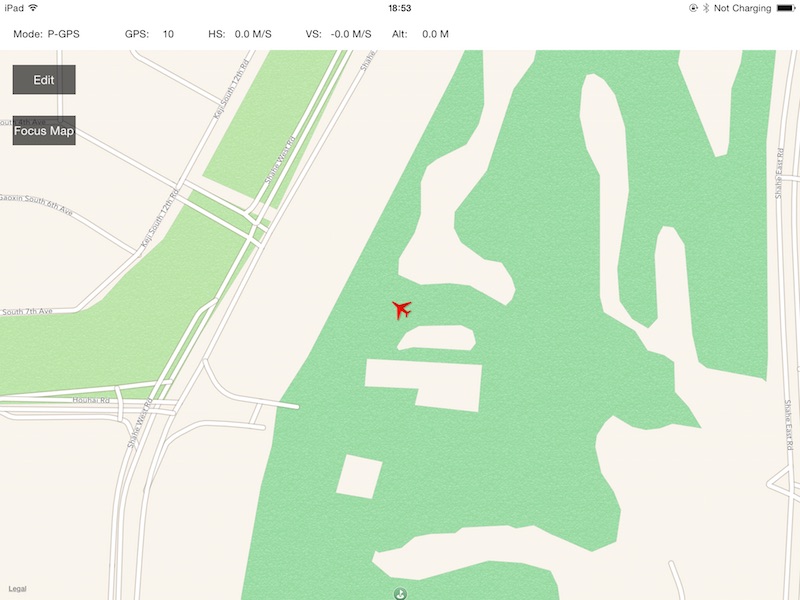 iPad 18:53 Not Charging
Mode: P-GPS GPS: 10 HS: 0.0 M/S VS: -0.0 M/S Alt: 0.0 M
Shahe
Edit
Keji South 12th Rd
Focus Map
Shahe West Rd
Shahe East Rd
Gaoxin South 6th Ave
Keji South 12th Rd
South 7th Ave
Houhai Rd
Shahe West Rd
Shahe East Rd
Legal